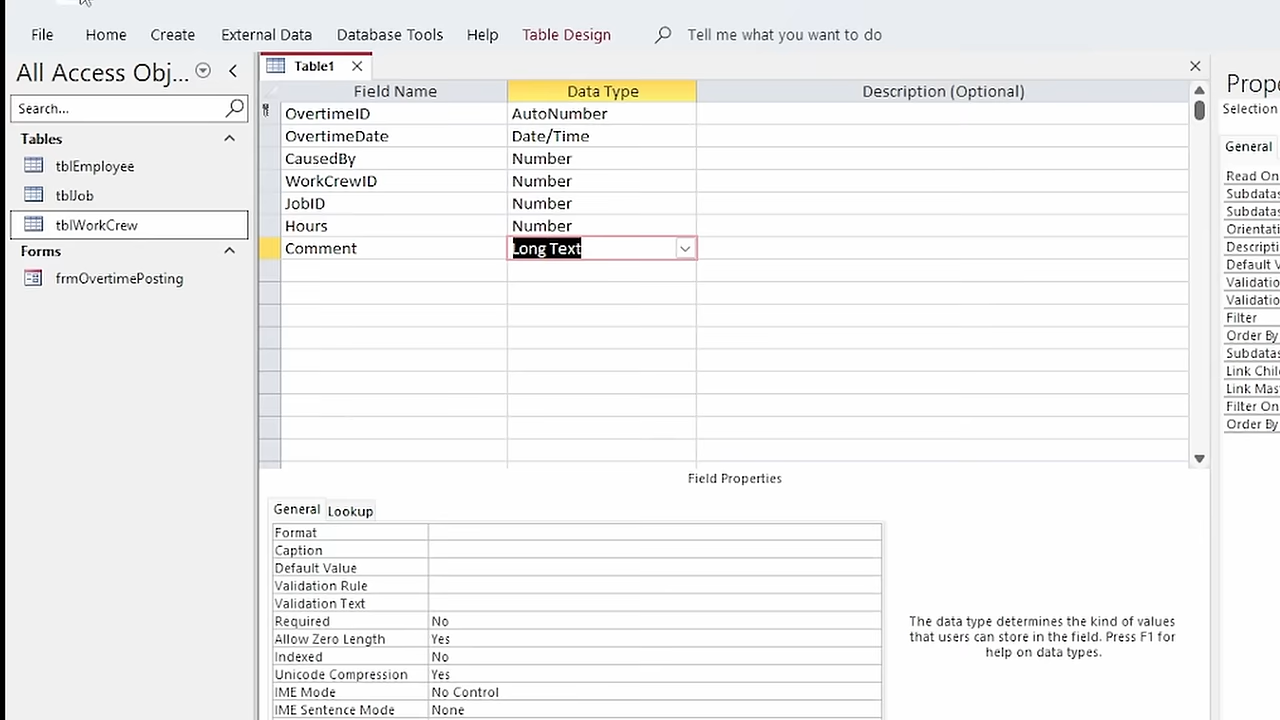 File Home Create External Data Database Tools Help Table Design Tell me what you want to do
All Access Obj...
Search...
Tables
tblEmployee
tblJob
tblWorkCrew
Forms
frmOvertimePosting
Table1
Field Name Data Type Description (Optional)
OvertimeID AutoNumber
OvertimeDate Date/Time
CausedBy Number
WorkCrewID Number
JobID Number
Hours Number
Comment Long Text
Field Properties
General Lookup
Format
Caption
Default Value
Validation Rule
Validation Text
Required No
Allow Zero Length Yes
Indexed No
Unicode Compression Yes
IME Mode No Control
IME Sentence Mode None
The data type determines the kind of values
that users can store in the field. Press F1 for
help on data types.
Prope
Selection
General
Read On
Subdatas
Subdatas
Orientati
Descripti
Default V
Validatio
Validatio
Filter
Order By
Subdatas
Link Chil
Link Mas
Filter On
Order By